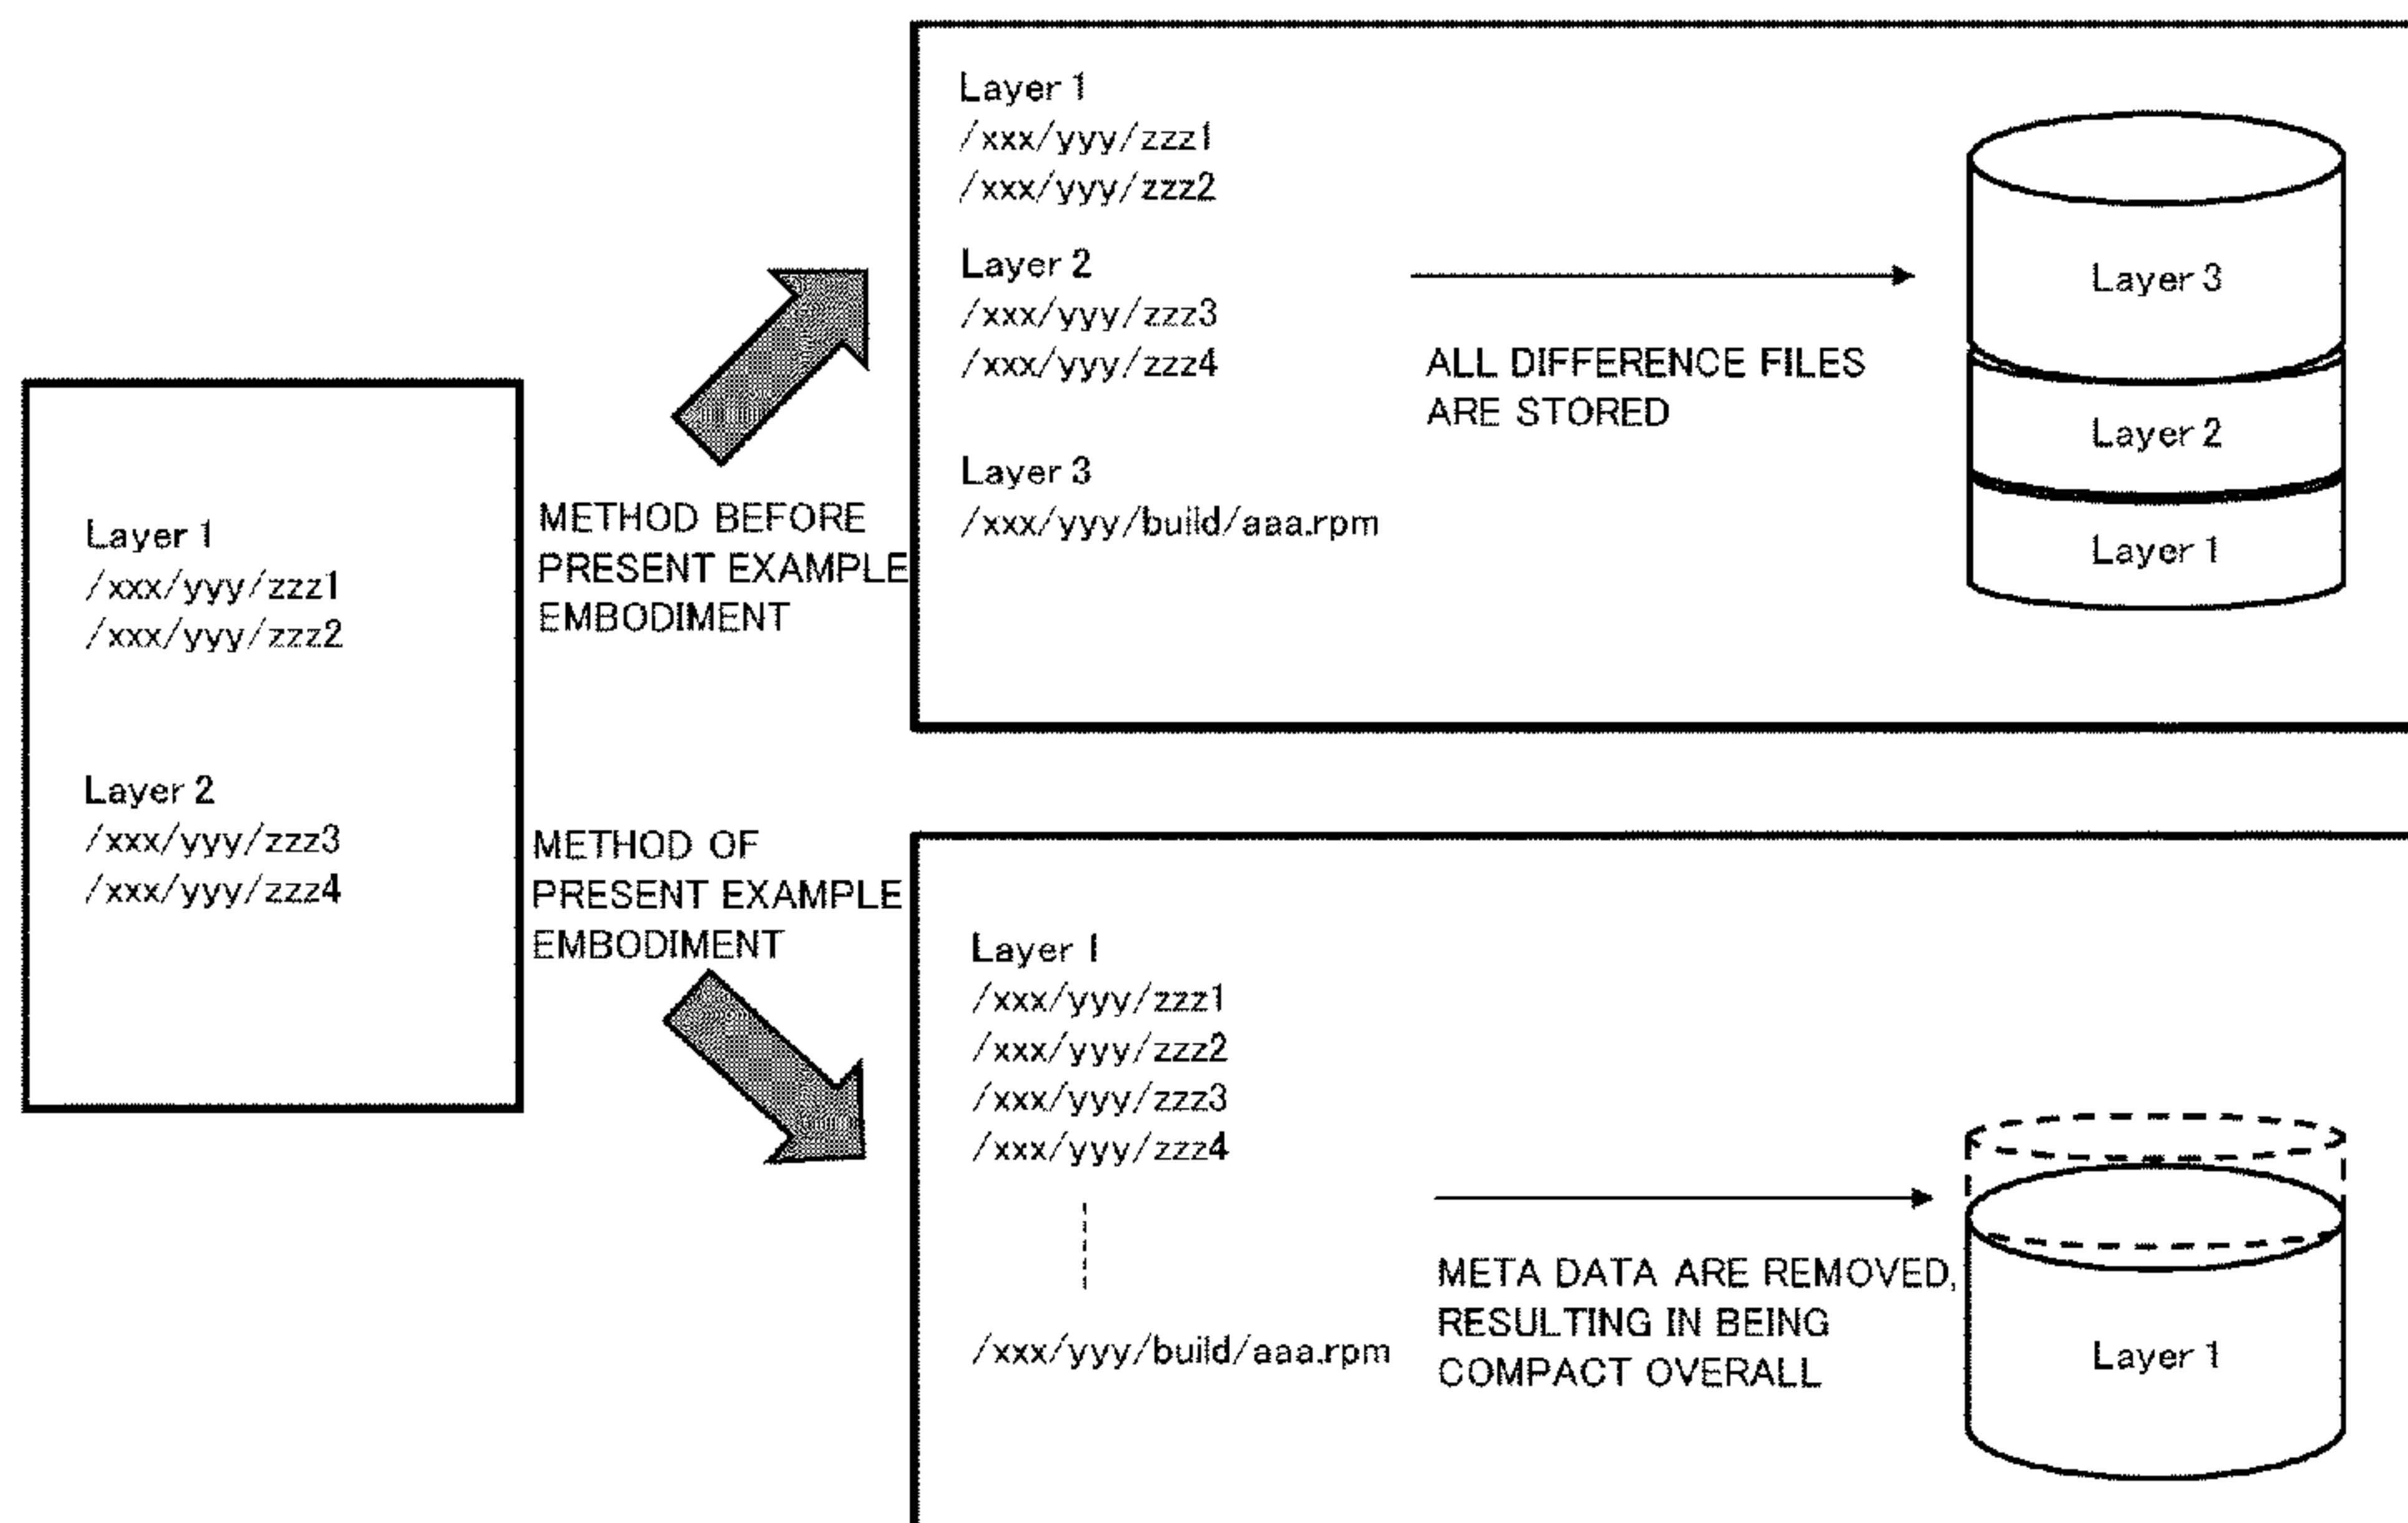 Layer 1
/xxx/yyy/zzz1
/xxx/yyy/zzz2
Layer 2
/xxx/yyy/zzz3
/xxx/yyy/zzz4
METHOD BEFORE
PRESENT EXAMPLE
EMBODIMENT
Layer 1
/xxx/yyy/zzz1
/xxx/yyy/zzz2
Layer 2
/xxx/yyy/zzz3
/xxx/yyy/zzz4
Layer 3
/xxx/yyy/build/aaa.rpm
ALL DIFFERENCE FILES
ARE STORED
Layer 3
Layer 2
Layer 1
METHOD OF
PRESENT EXAMPLE
EMBODIMENT
Layer 1
/xxx/yyy/zzz1
/xxx/yyy/zzz2
/xxx/yyy/zzz3
/xxx/yyy/zzz4
/xxx/yyy/build/aaa.rpm
META DATA ARE REMOVED,
RESULTING IN BEING
COMPACT OVERALL
Layer 1